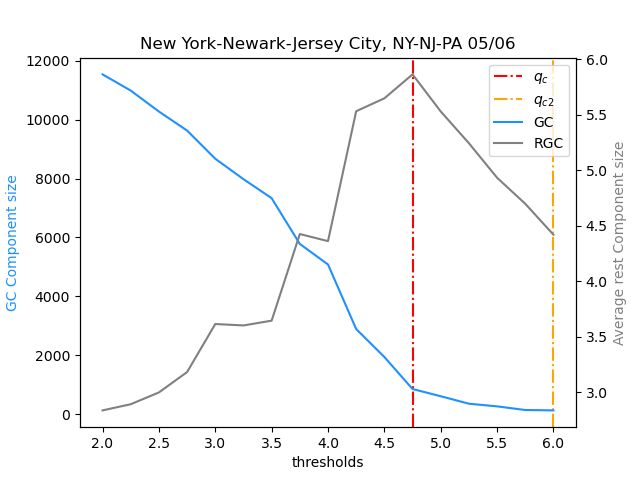 New York-Newark-Jersey City, NY-NJ-PA 05/06
12000
10000
8000
6000
4000
2000
0
GC Component size
6.0
5.5
5.0
4.5
4.0
3.5
3.0
Average rest Component size
q_c
q_c2
GC
RGC
2.0 2.5 3.0 3.5 4.0 4.5 5.0 5.5 6.0
thresholds